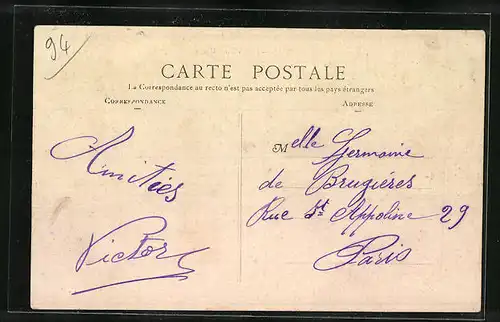 94
CARTE POSTALE
La Correspondance au recto n'est pas acceptée par tous les pays étrangers
CORRESPONDANCE
ADRESSE
Amitiés
Victor
Melle Germaine
de Brugières
Rue St Appoline 29
Paris